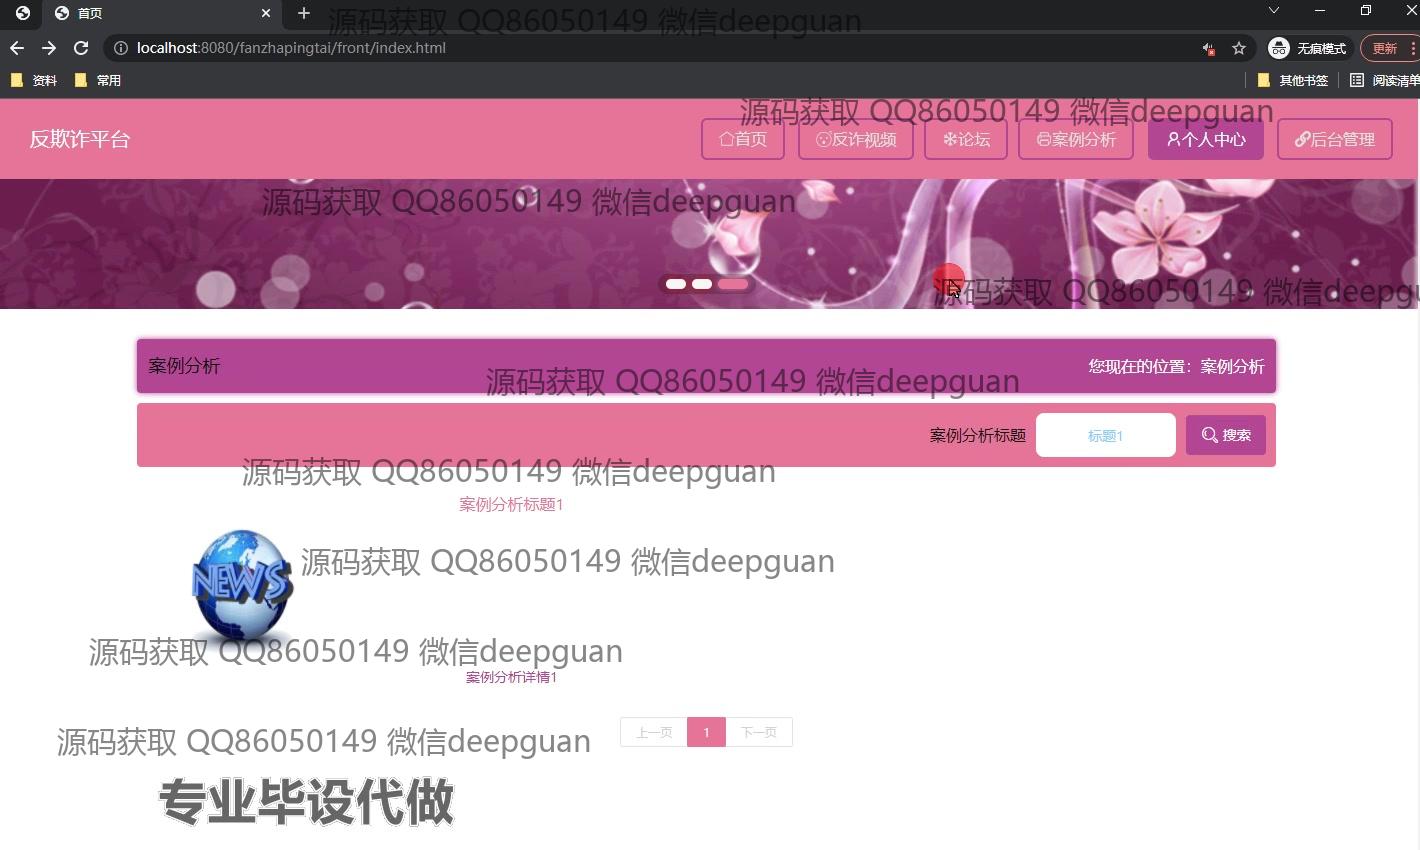 首页
源码获取 QQ86050149 微信deepguan
localhost:8080/fanzhapingtai/front/index.html
无痕模式
更新
资料
常用
其他书签
阅读清单
源码获取 QQ86050149 微信deepguan
反欺诈平台
首页
反诈视频
论坛
案例分析
个人中心
后台管理
源码获取 QQ86050149 微信deepguan
源码获取 QQ86050149 微信deepgu
案例分析
您现在的位置：案例分析
源码获取 QQ86050149 微信deepguan
案例分析标题
标题1
搜索
源码获取 QQ86050149 微信deepguan
案例分析标题1
NEWS
源码获取 QQ86050149 微信deepguan
源码获取 QQ86050149 微信deepguan
案例分析详情1
上一页
1
下一页
源码获取 QQ86050149 微信deepguan
专业毕设代做